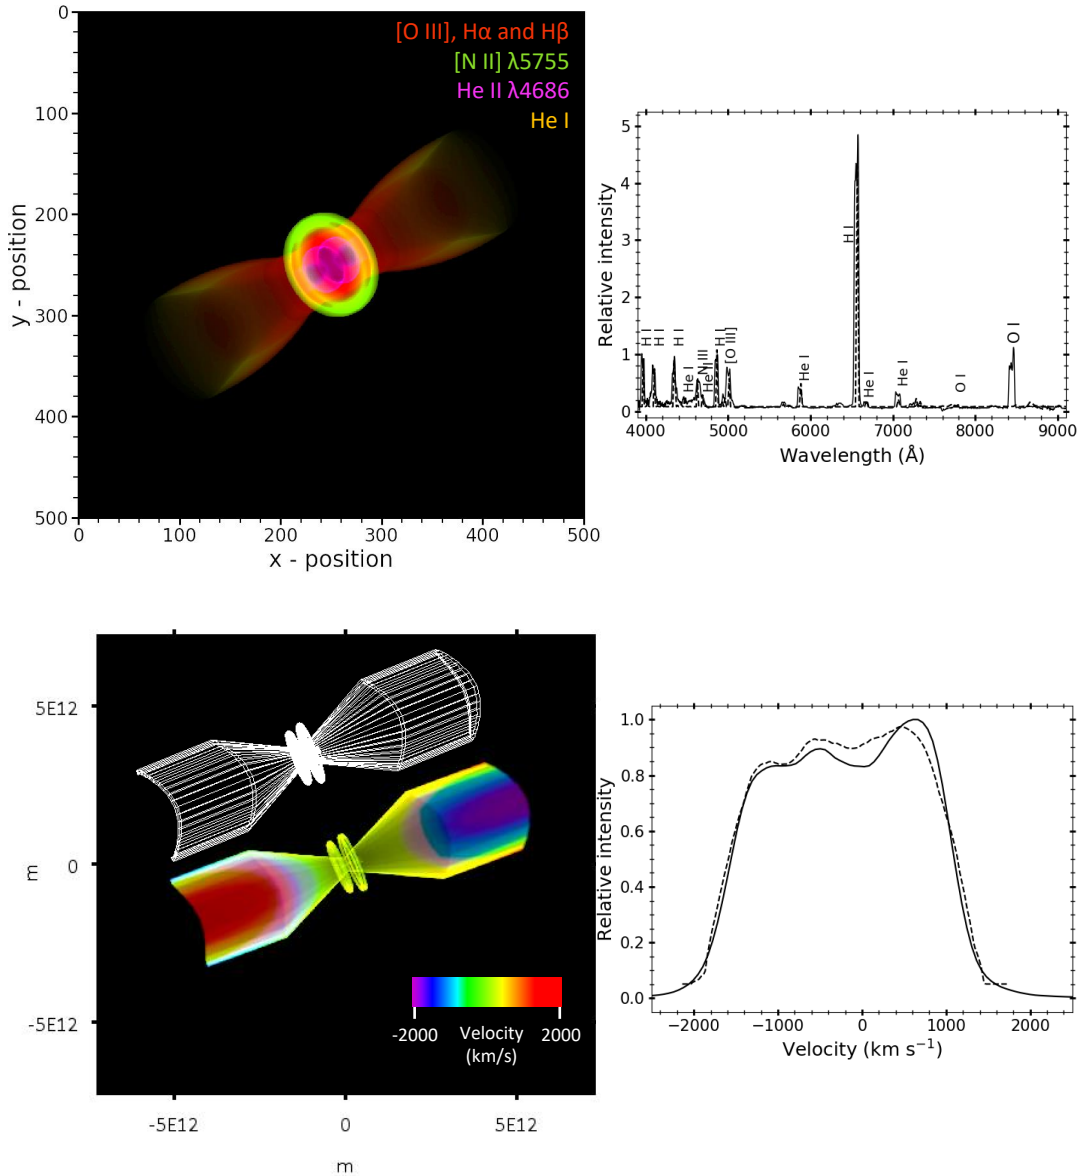 [O III], Hα and Hβ
[N II] λ5755
He II λ4686
He I
0
100
200
300
400
500
y - position
0 100 200 300 400 500
x - position
5
4
3
2
1
0
Relative intensity
H I
H I
H I
He I
N III
He II
H I
[O III]
He I
H I
He I
He I
O I
O I
4000 5000 6000 7000 8000 9000
Wavelength (Å)
5E12
0
-5E12
m
-2000 Velocity 2000
(km/s)
-5E12 0 5E12
m
1.0
0.8
0.6
0.4
0.2
0.0
Relative intensity
−2000 −1000 0 1000 2000
Velocity (km s⁻¹)